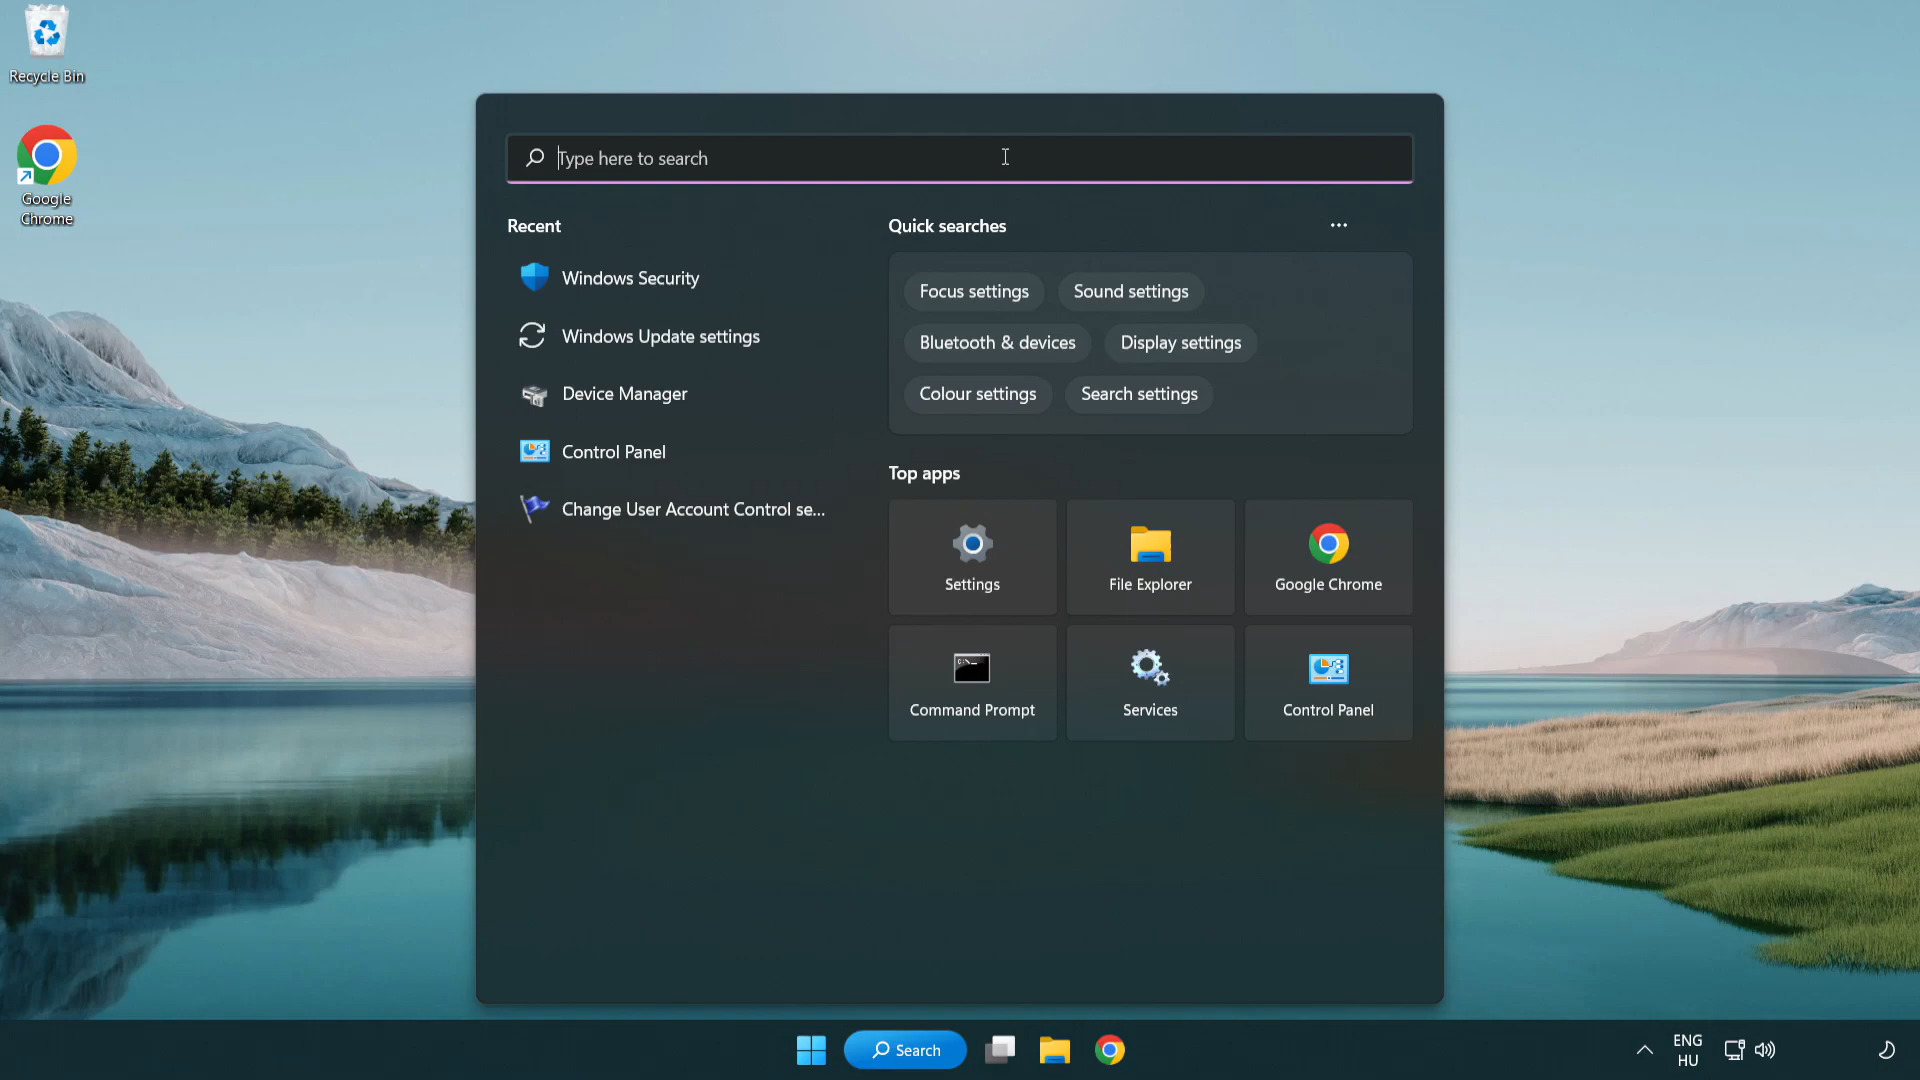 Recycle Bin
Google
Chrome
Type here to search
Recent
Windows Security
Windows Update settings
Device Manager
Control Panel
Change User Account Control se...
Quick searches
Focus settings
Sound settings
Bluetooth & devices
Display settings
Colour settings
Search settings
Top apps
Settings
File Explorer
Google Chrome
Command Prompt
Services
Control Panel
Search
ENG
HU